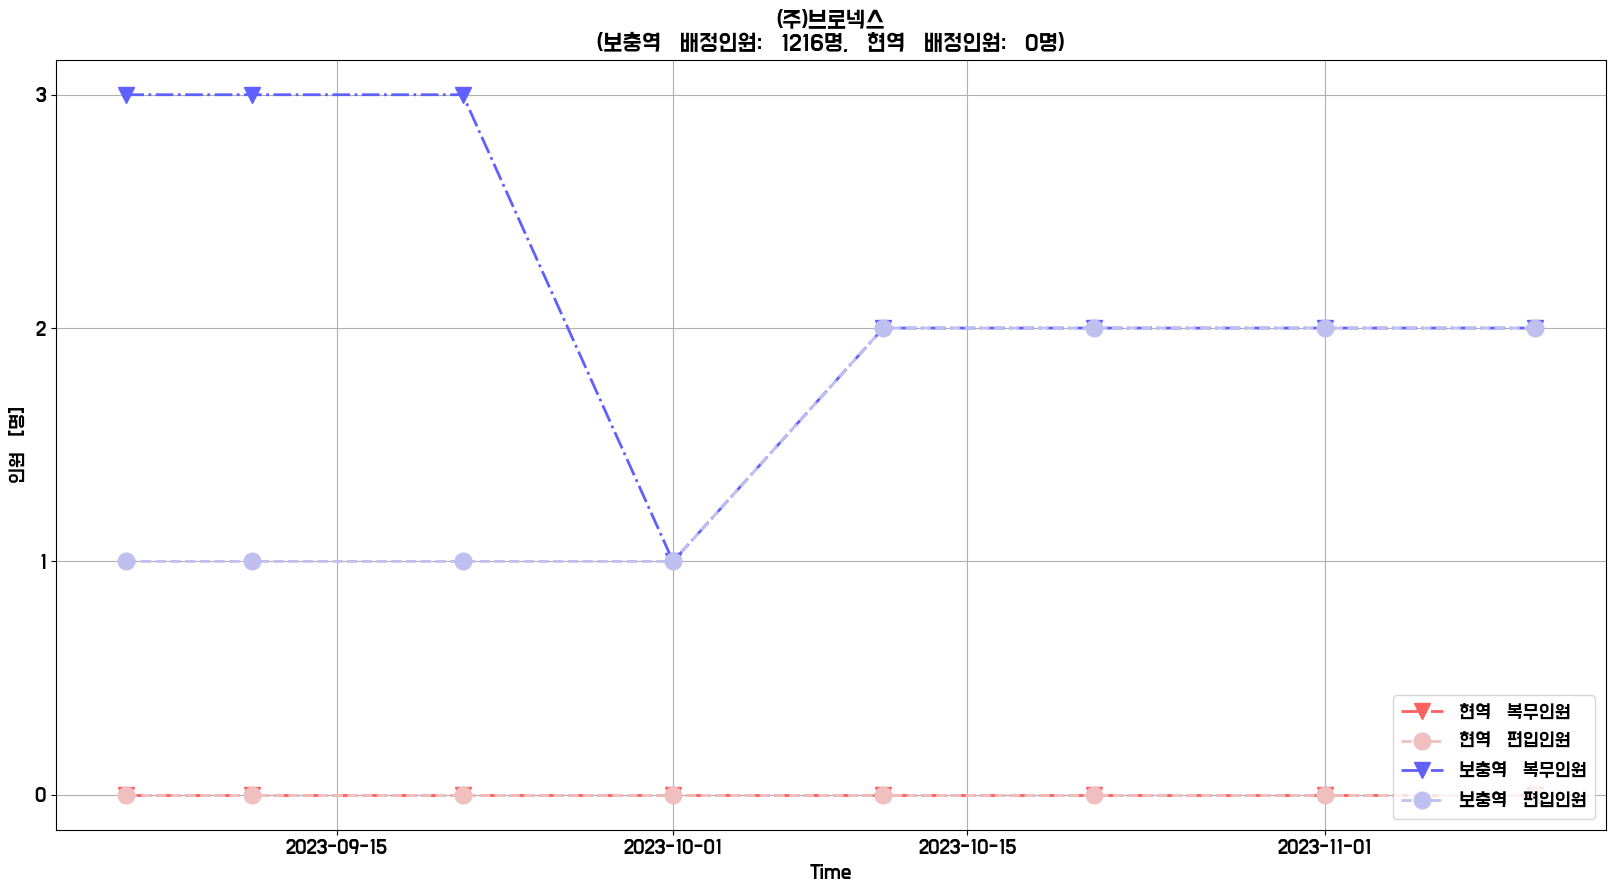 (주)브로넥스
(보충역 배정인원: 1216명, 현역 배정인원: 0명)
3
2
1
0
인원 [명]
2023-09-15
2023-10-01
2023-10-15
2023-11-01
Time
현역 복무인원
현역 편입인원
보충역 복무인원
보충역 편입인원